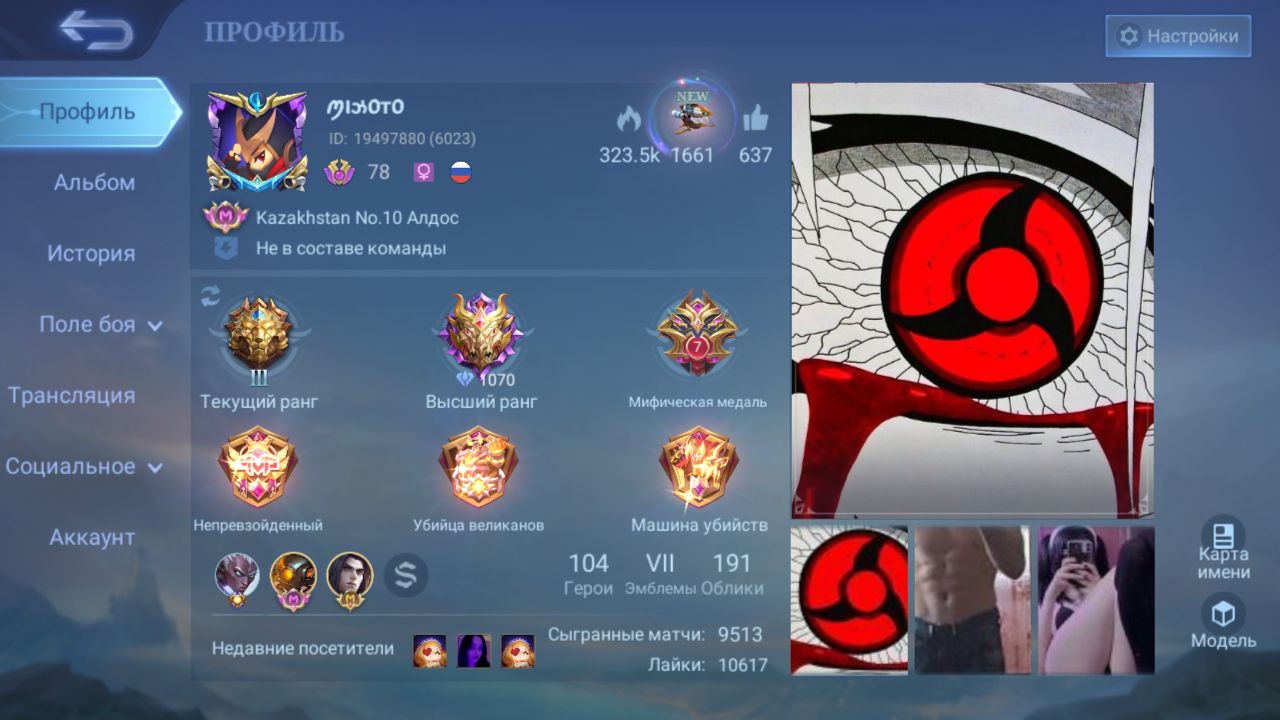 ПРОФИЛЬ
Настройки
Профиль
Альбом
История
Поле боя
Трансляция
Социальное
Аккаунт
ID: 19497880 (6023)
78
Kazakhstan No.10 Алдос
Не в составе команды
NEW
323.5k 1661 637
III
1070
7
Текущий ранг
Высший ранг
Мифическая медаль
Непревзойденный
Убийца великанов
Машина убийств
104 VII 191
Герои Эмблемы Облики
Недавние посетители
Сыгранные матчи: 9513
Лайки: 10617
Карта
имени
Модель